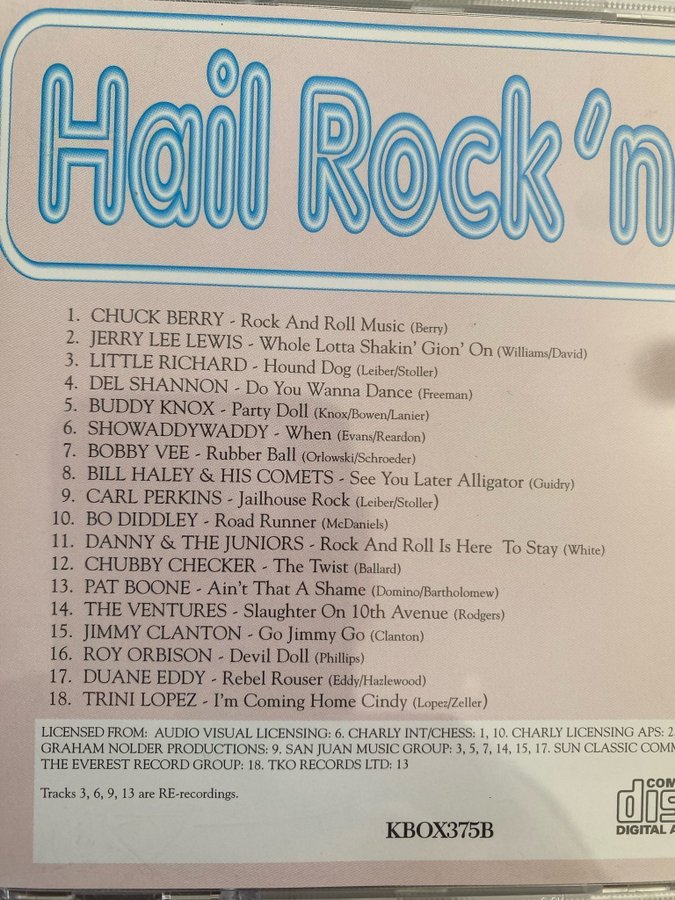 Hail Rock 'n
1. CHUCK BERRY - Rock And Roll Music (Berry)
2. JERRY LEE LEWIS - Whole Lotta Shakin' Gion' On (Williams/David)
3. LITTLE RICHARD - Hound Dog (Leiber/Stoller)
4. DEL SHANNON - Do You Wanna Dance (Freeman)
5. BUDDY KNOX - Party Doll (Knox/Bowen/Lanier)
6. SHOWADDYWADDY - When (Evans/Reardon)
7. BOBBY VEE - Rubber Ball (Orlowski/Schroeder)
8. BILL HALEY & HIS COMETS - See You Later Alligator (Guidry)
9. CARL PERKINS - Jailhouse Rock (Leiber/Stoller)
10. BO DIDDLEY - Road Runner (McDaniels)
11. DANNY & THE JUNIORS - Rock And Roll Is Here To Stay (White)
12. CHUBBY CHECKER - The Twist (Ballard)
13. PAT BOONE - Ain't That A Shame (Domino/Bartholomew)
14. THE VENTURES - Slaughter On 10th Avenue (Rodgers)
15. JIMMY CLANTON - Go Jimmy Go (Clanton)
16. ROY ORBISON - Devil Doll (Phillips)
17. DUANE EDDY - Rebel Rouser (Eddy/Hazlewood)
18. TRINI LOPEZ - I'm Coming Home Cindy (Lopez/Zeller)
LICENSED FROM: AUDIO VISUAL LICENSING: 6. CHARLY INT/CHESS: 1, 10. CHARLY LICENSING APS: 2
GRAHAM NOLDER PRODUCTIONS: 9. SAN JUAN MUSIC GROUP: 3, 5, 7, 14, 15, 17. SUN CLASSIC COMM
THE EVEREST RECORD GROUP: 18. TKO RECORDS LTD: 13
Tracks 3, 6, 9, 13 are RE-recordings.
KBOX375B
COM
dis
DIGITAL A